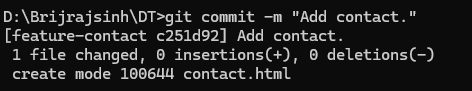 D:\Brijrajsinh\DT>git commit -m "Add contact."
[feature-contact c251d92] Add contact.
 1 file changed, 0 insertions(+), 0 deletions(-)
 create mode 100644 contact.html